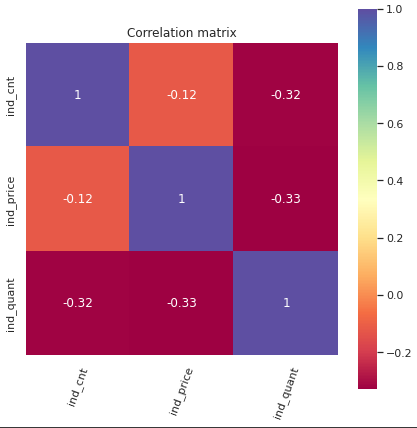 Correlation matrix
1.0
ind_cnt 1 -0.12 -0.32
0.8
0.6
ind_price -0.12 1 -0.33
0.4
0.2
0.0
ind_quant -0.32 -0.33 1
−0.2
ind_cnt ind_price ind_quant